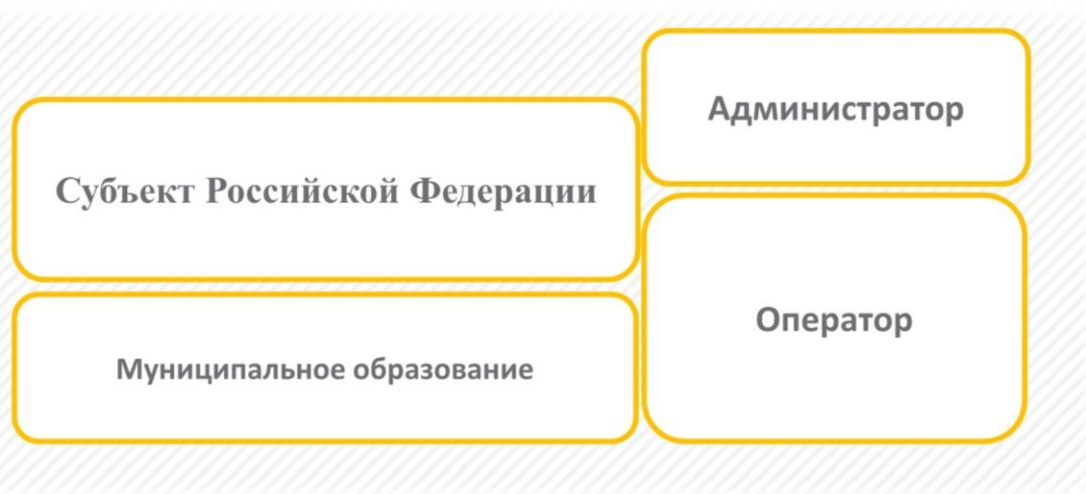 Администратор
Субъект Российской Федерации
Оператор
Муниципальное образование